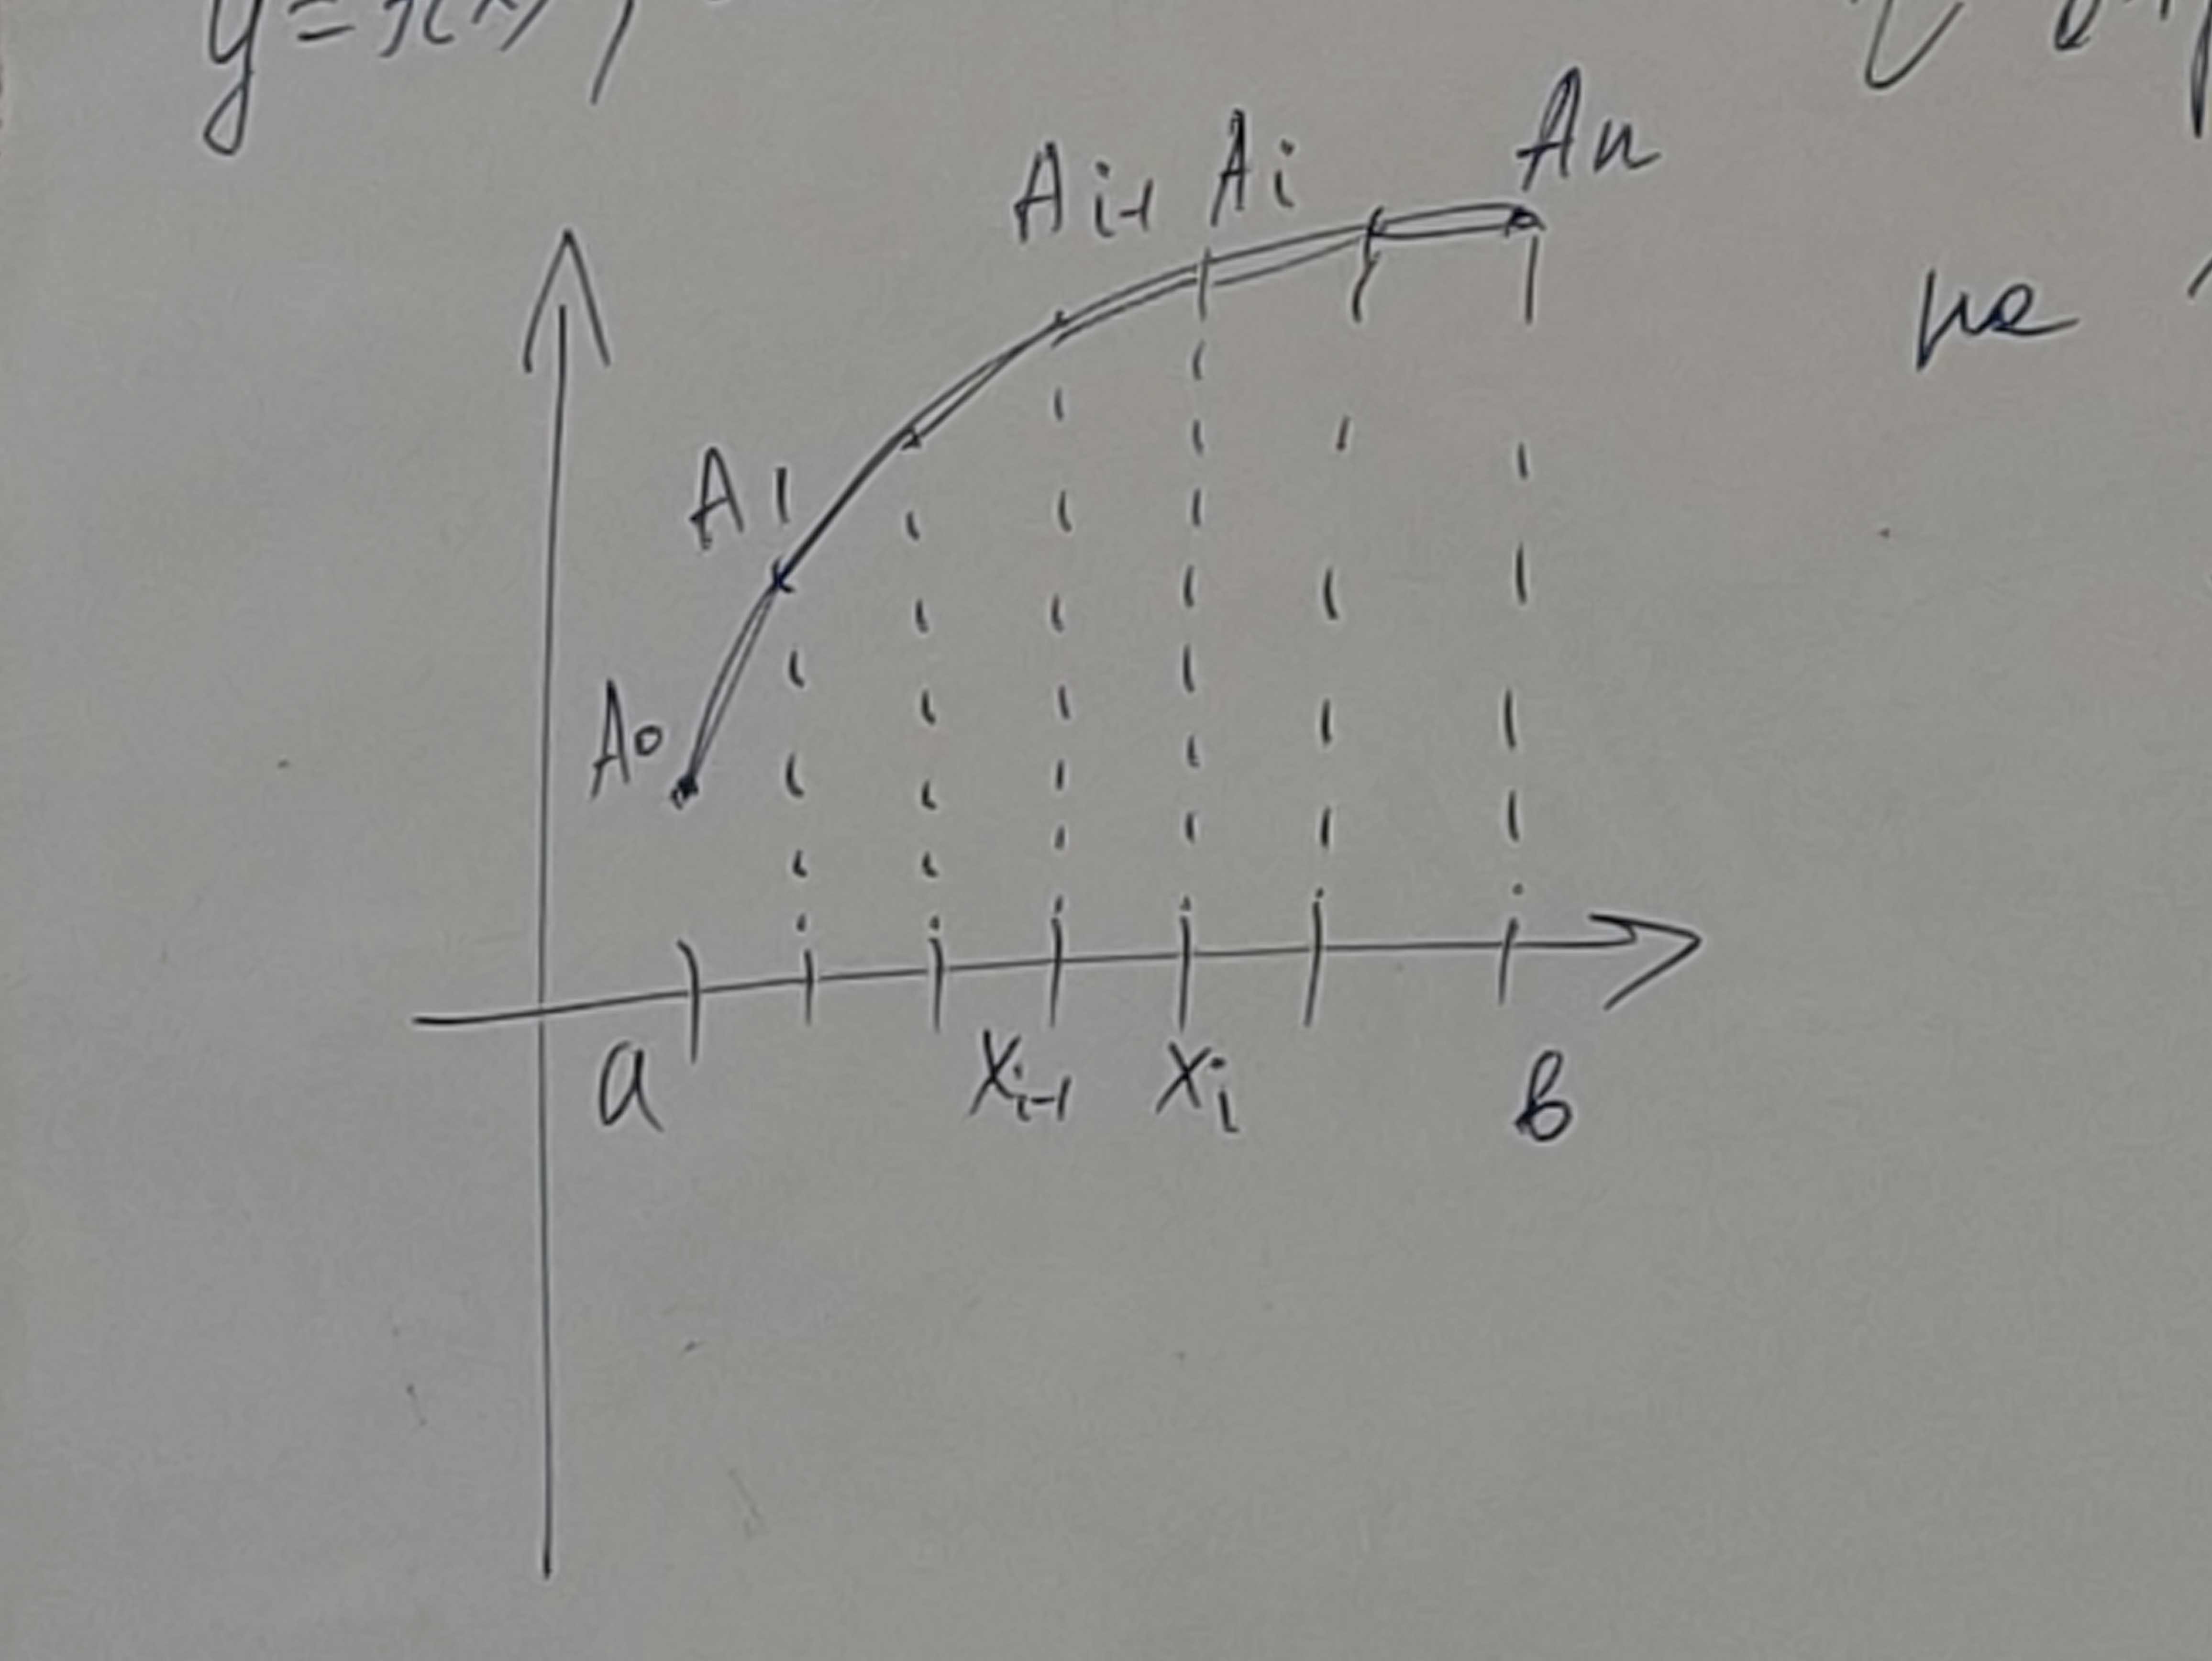 y=f(x),
An
Ai-1 Ai
не
A1
A0
a xi-1 xi в